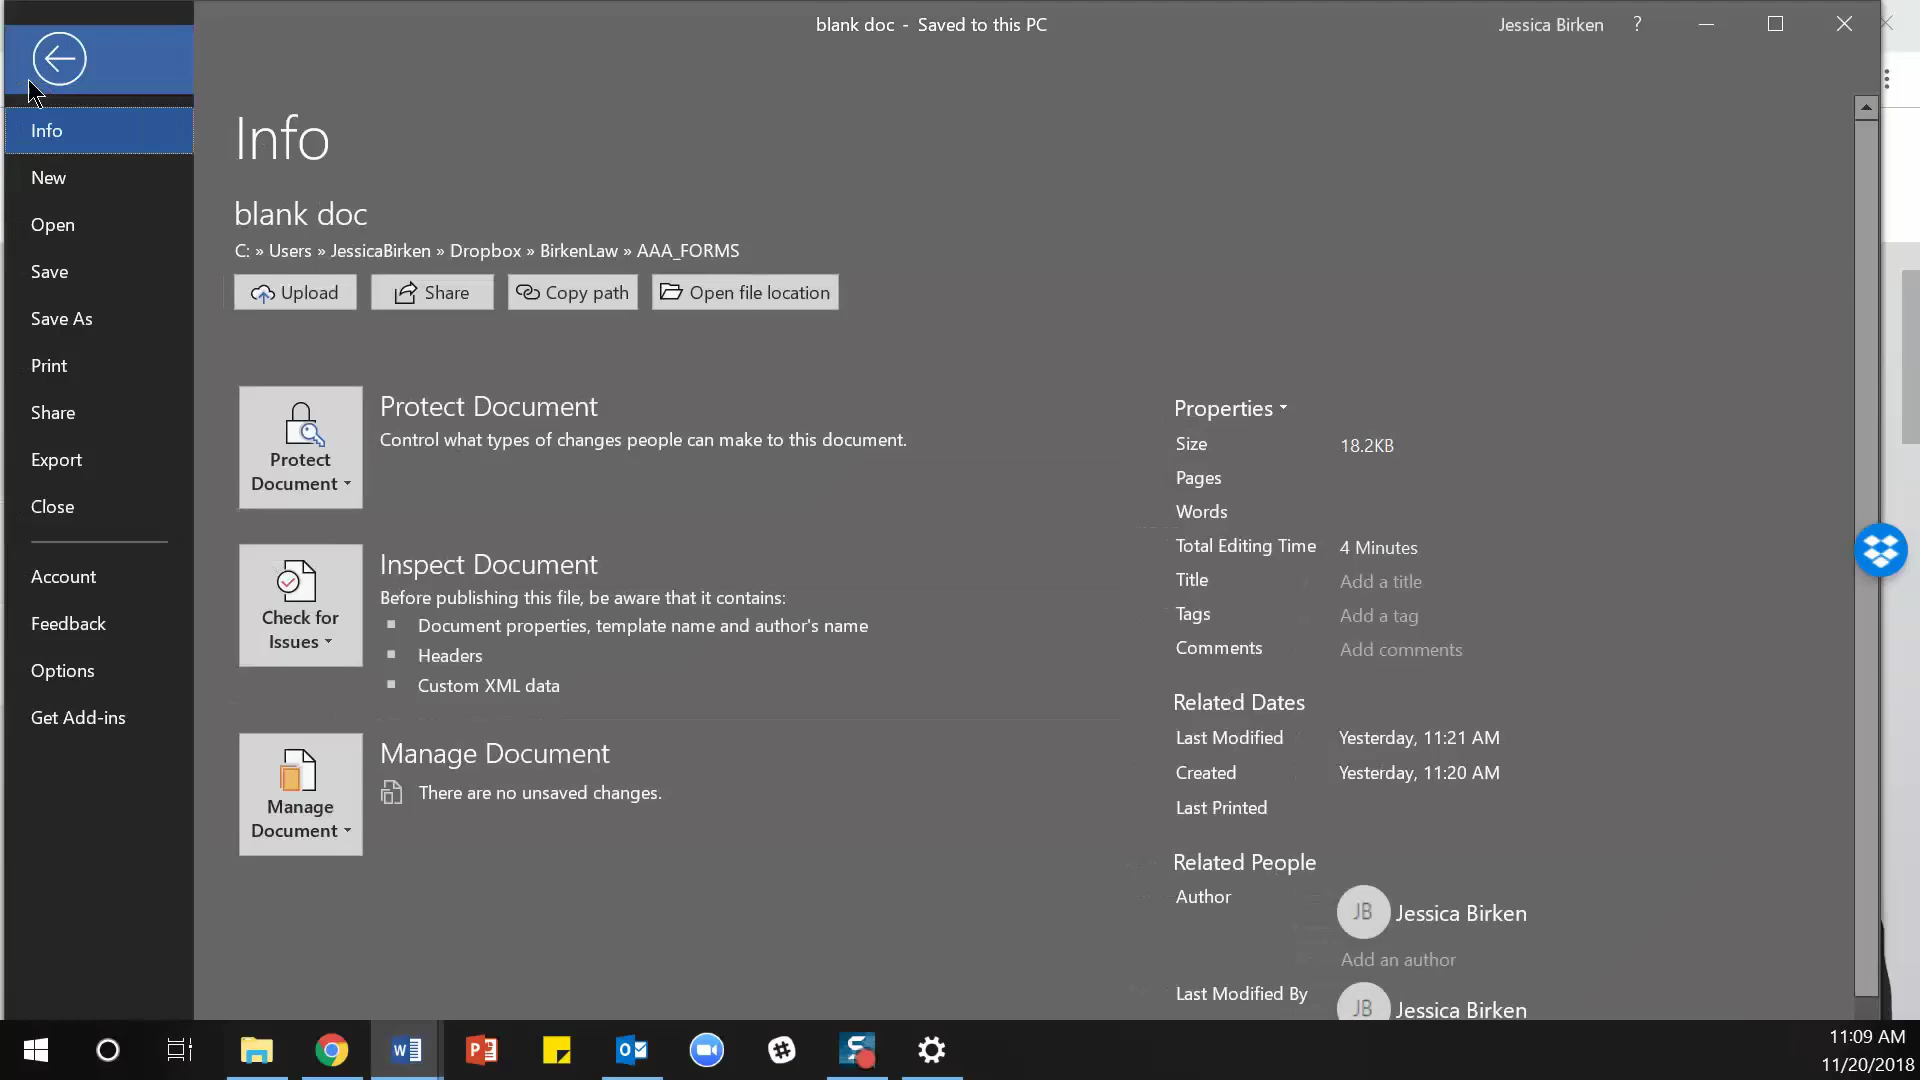 blank doc - Saved to this PC
Jessica Birken ?
Info
New
Open
Save
Save As
Print
Share
Export
Close
Account
Feedback
Options
Get Add-ins
Info
blank doc
C: » Users » JessicaBirken » Dropbox » BirkenLaw » AAA_FORMS
Upload Share Copy path Open file location
Protect
Document
Protect Document
Control what types of changes people can make to this document.
Check for
Issues
Inspect Document
Before publishing this file, be aware that it contains:
Document properties, template name and author's name
Headers
Custom XML data
Manage
Document
Manage Document
There are no unsaved changes.
Properties
Size 18.2KB
Pages
Words
Total Editing Time 4 Minutes
Title Add a title
Tags Add a tag
Comments Add comments
Related Dates
Last Modified Yesterday, 11:21 AM
Created Yesterday, 11:20 AM
Last Printed
Related People
Author
JB Jessica Birken
Add an author
Last Modified By
JB Jessica Birken
11:09 AM
11/20/2018